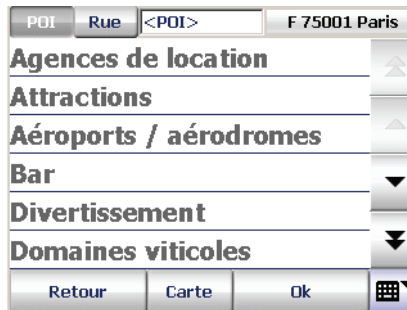 POI Rue <POI> F 75001 Paris
Agences de location
Attractions
Aéroports / aérodromes
Bar
Divertissement
Domaines viticoles
Retour Carte Ok